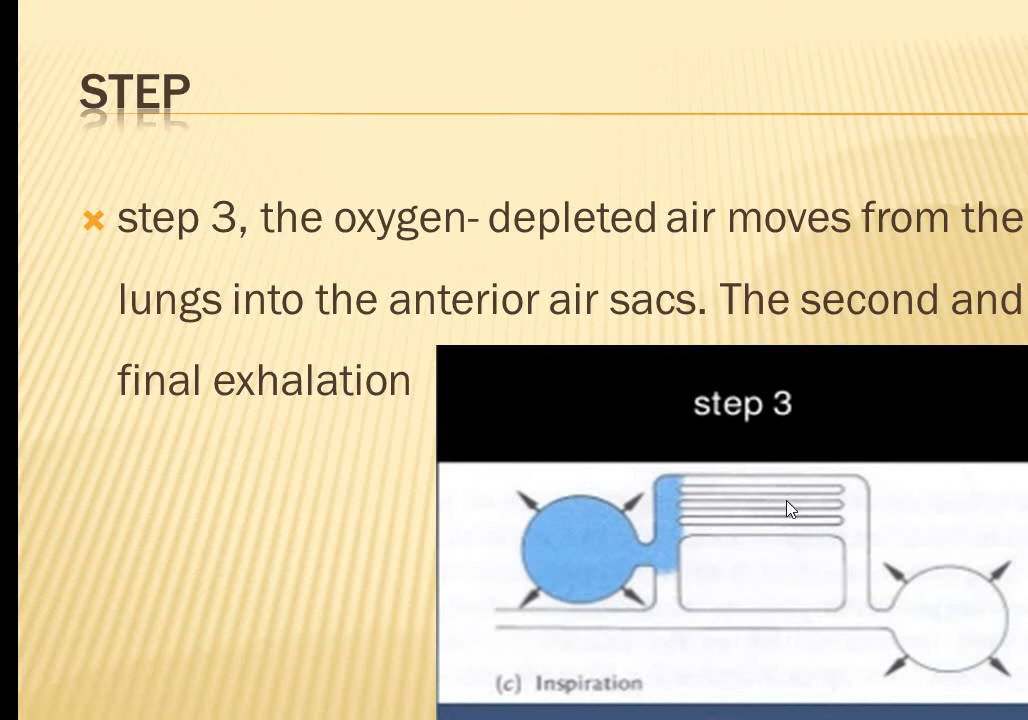 STEP
step 3, the oxygen- depleted air moves from the
lungs into the anterior air sacs. The second and
final exhalation
step 3
(c) Inspiration